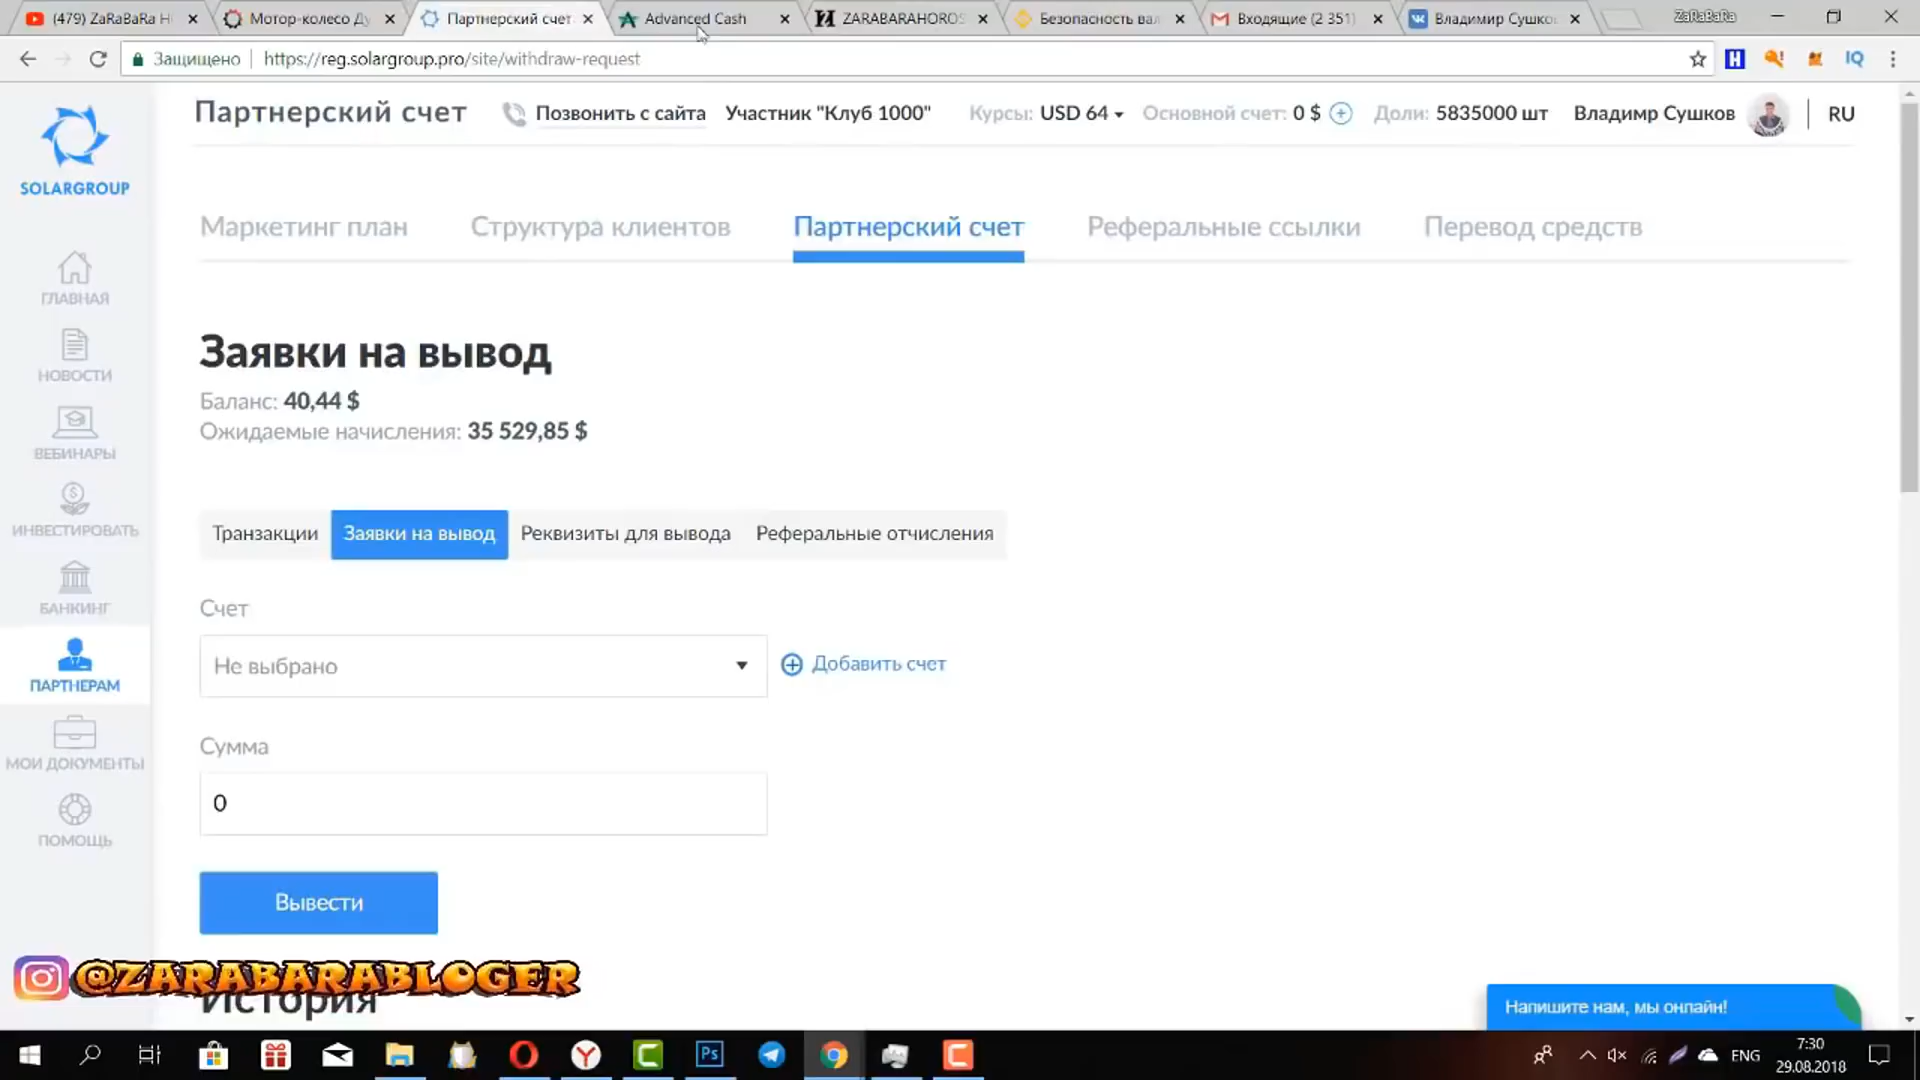 (479) ZaRaBaRa H
Мотор-колесо Ду
Партнерский счет
Advanced Cash
ZARABARAHOROS
Безопасность вал
Входящие (2 351)
Владимир Сушко
ZaRaBaRa
Защищено
https://reg.solargroup.pro/site/withdraw-request
IQ
SOLARGROUP
Партнерский счет
Позвонить с сайта
Участник "Клуб 1000"
Курсы: USD 64
Основной счет: 0 $
Доли: 5835000 шт
Владимр Сушков
RU
Маркетинг план
Структура клиентов
Партнерский счет
Реферальные ссылки
Перевод средств
ГЛАВНАЯ
НОВОСТИ
ВЕБИНАРЫ
ИНВЕСТИРОВАТЬ
БАНКИНГ
ПАРТНЕРАМ
МОИ ДОКУМЕНТЫ
ПОМОЩЬ
Заявки на вывод
Баланс: 40,44 $
Ожидаемые начисления: 35 529,85 $
Транзакции
Заявки на вывод
Реквизиты для вывода
Реферальные отчисления
Счет
Не выбрано
Добавить счет
Сумма
0
Вывести
@ZARABARABLOGER
История
Напишите нам, мы онлайн!
Ps
ENG
7:30
29.08.2018